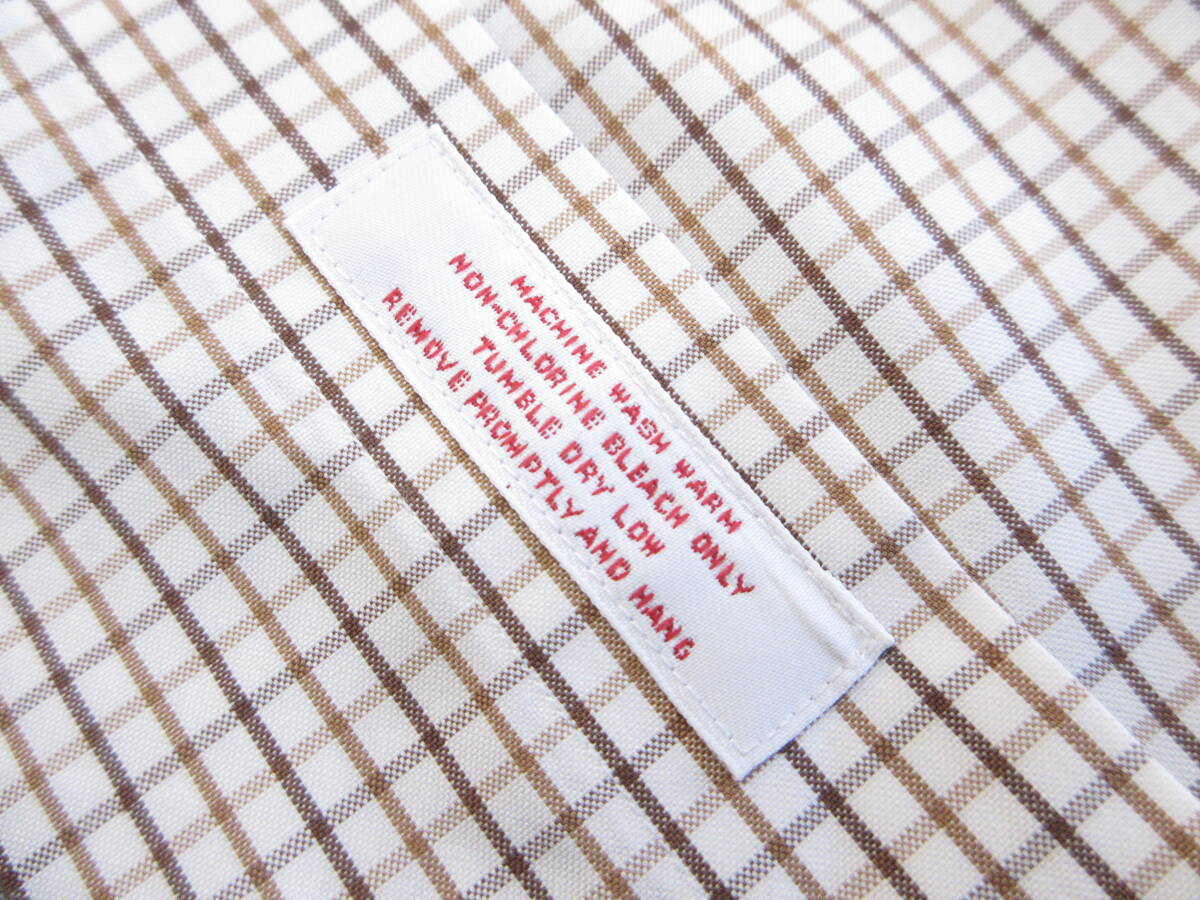 MACHINE WASH WARM
NON-CHLORINE BLEACH ONLY
TUMBLE DRY LOW
REMOVE PROMPTLY AND HANG